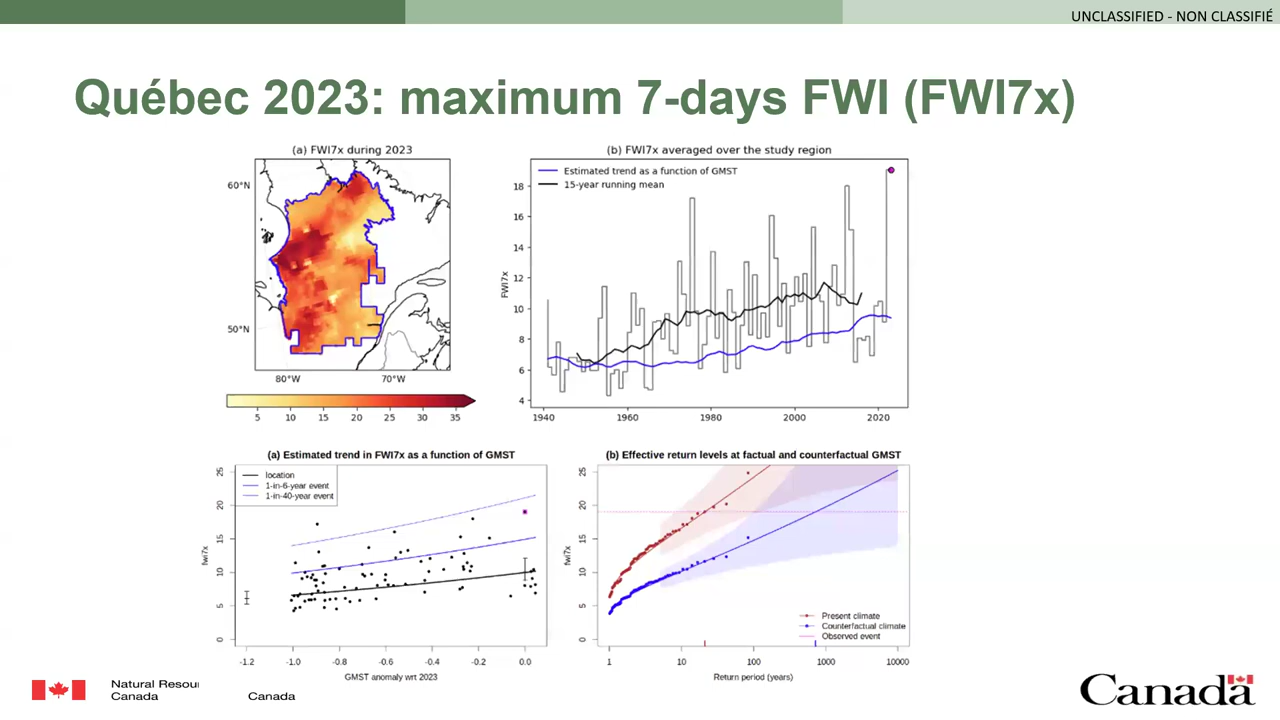 UNCLASSIFIED - NON CLASSIFIÉ
Québec 2023: maximum 7-days FWI (FWI7x)
(a) FWI7x during 2023
60°N
50°N
80°W 70°W
5 10 15 20 25 30 35
(b) FWI7x averaged over the study region
Estimated trend as a function of GMST
15-year running mean
FWI7x
18
16
14
12
10
8
6
4
1940 1960 1980 2000 2020
(a) Estimated trend in FWI7x as a function of GMST
location
1-in-6-year event
1-in-40-year event
fwi7x
25
20
15
10
5
0
-1.2 -1.0 -0.8 -0.6 -0.4 -0.2 0.0
GMST anomaly wrt 2023
(b) Effective return levels at factual and counterfactual GMST
fwi7x
25
20
15
10
5
0
Present climate
Counterfactual climate
Observed event
1 10 100 1000 10000
Return period (years)
Natural Resou
Canada
Canada
Canada